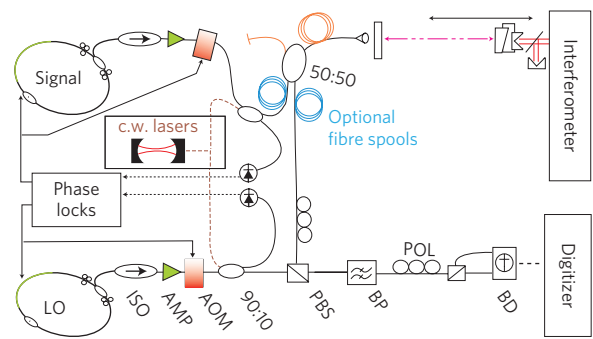 Signal
50:50
Interferometer
c.w. lasers
Optional
fibre spools
Phase
locks
LO
ISO
AMP
AOM
90:10
PBS
BP
POL
BD
Digitizer